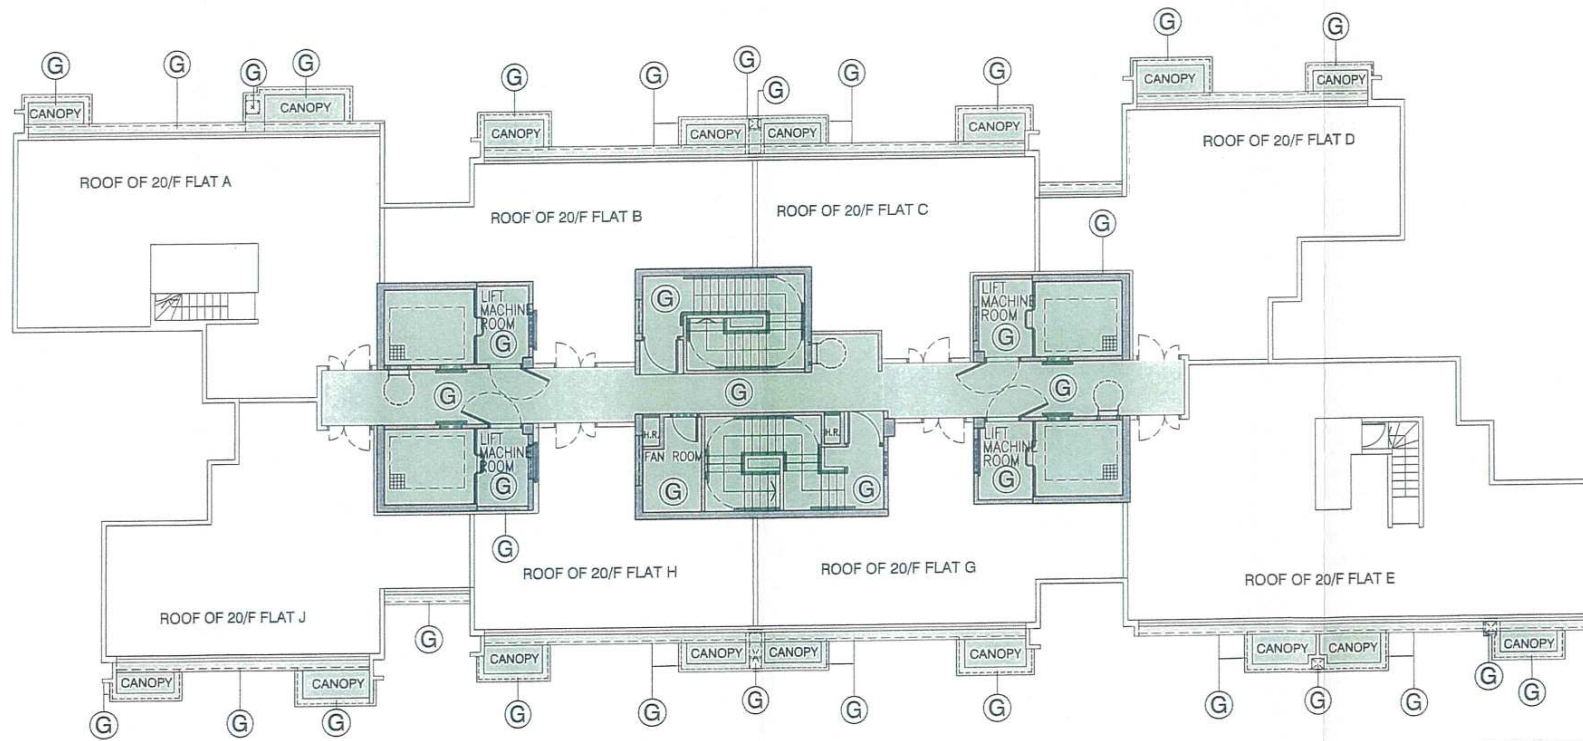 G
G
G
G
G
G
G
G
G
G
G
G
G
CANOPY
CANOPY
CANOPY
CANOPY
CANOPY
CANOPY
CANOPY
CANOPY
ROOF OF 20/F FLAT A
ROOF OF 20/F FLAT B
ROOF OF 20/F FLAT C
ROOF OF 20/F FLAT D
G
LIFT
MACHINE
ROOM
G
G
LIFT
MACHINE
ROOM
G
G
G
G
LIFT
MACHINE
ROOM
G
H.R.
FAN ROOM
G
H.R.
G
LIFT
MACHINE
ROOM
G
G
ROOF OF 20/F FLAT J
ROOF OF 20/F FLAT H
ROOF OF 20/F FLAT G
ROOF OF 20/F FLAT E
G
CANOPY
CANOPY
CANOPY
CANOPY
CANOPY
CANOPY
CANOPY
CANOPY
CANOPY
G
G
G
G
G
G
G
G
G
G
G
G
G